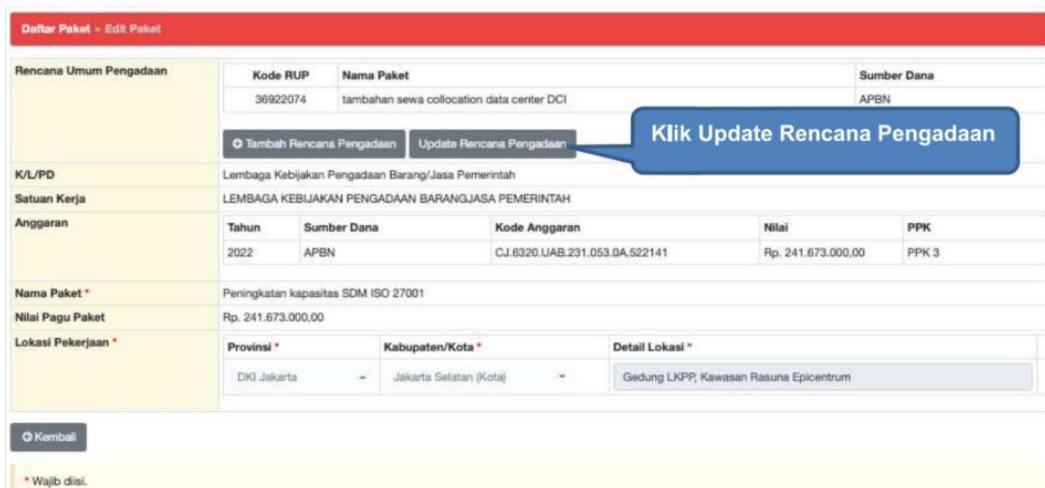 Daftar Paket » Edit Paket
Rencana Umum Pengadaan
Kode RUP Nama Paket Sumber Dana
36922074 tambahan sewa collocation data center DCI APBN
Tambah Rencana Pengadaan Update Rencana Pengadaan
Klik Update Rencana Pengadaan
K/L/PD Lembaga Kebijakan Pengadaan Barang/Jasa Pemerintah
Satuan Kerja LEMBAGA KEBIJAKAN PENGADAAN BARANGJASA PEMERINTAH
Anggaran
Tahun Sumber Dana Kode Anggaran Nilai PPK
2022 APBN CJ.6320.UAB.231.053.0A.522141 Rp. 241.673.000,00 PPK 3
Nama Paket * Peningkatan kapasitas SDM ISO 27001
Nilai Pagu Paket Rp. 241.673.000,00
Lokasi Pekerjaan *
Provinsi * Kabupaten/Kota * Detail Lokasi *
DKI Jakarta Jakarta Selatan (Kota) Gedung LKPP, Kawasan Rasuna Epicentrum
Kembali
* Wajib diisi.